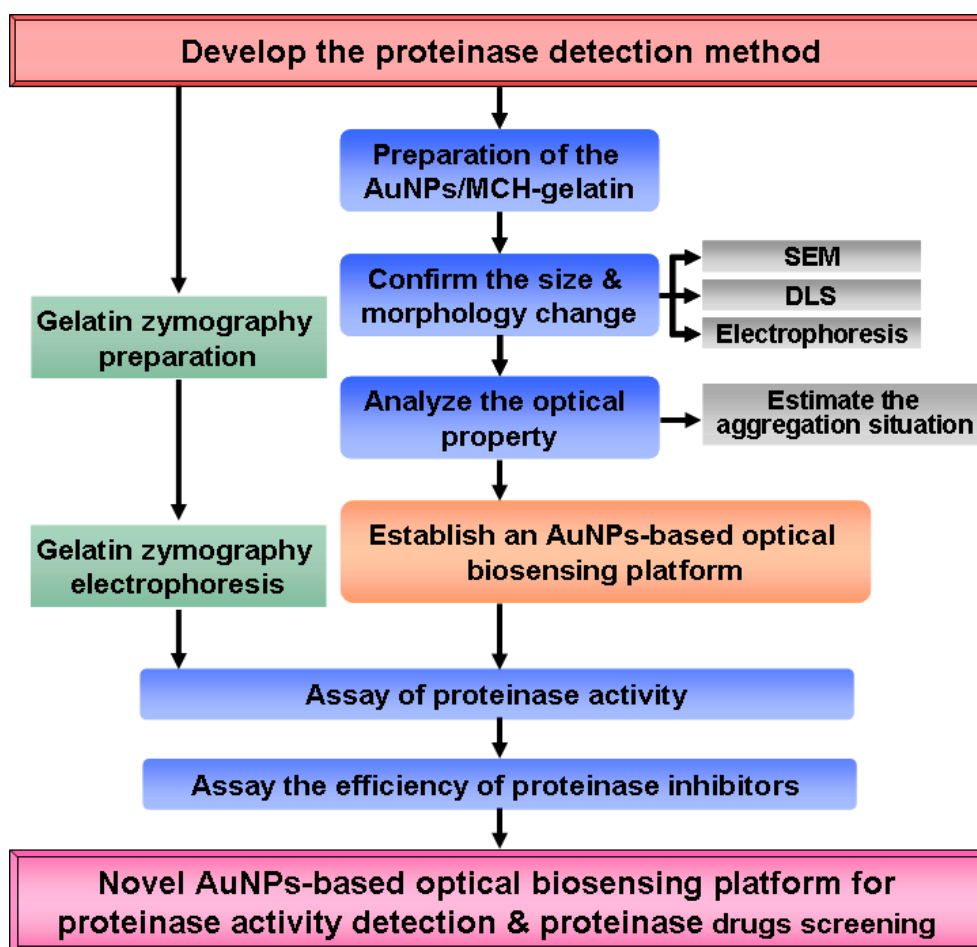 Develop the proteinase detection method
Preparation of the
AuNPs/MCH-gelatin
Confirm the size &
morphology change
SEM
DLS
Electrophoresis
Gelatin zymography
preparation
Analyze the optical
property
Estimate the
aggregation situation
Gelatin zymography
electrophoresis
Establish an AuNPs-based optical
biosensing platform
Assay of proteinase activity
Assay the efficiency of proteinase inhibitors
Novel AuNPs-based optical biosensing platform for
proteinase activity detection & proteinase drugs screening